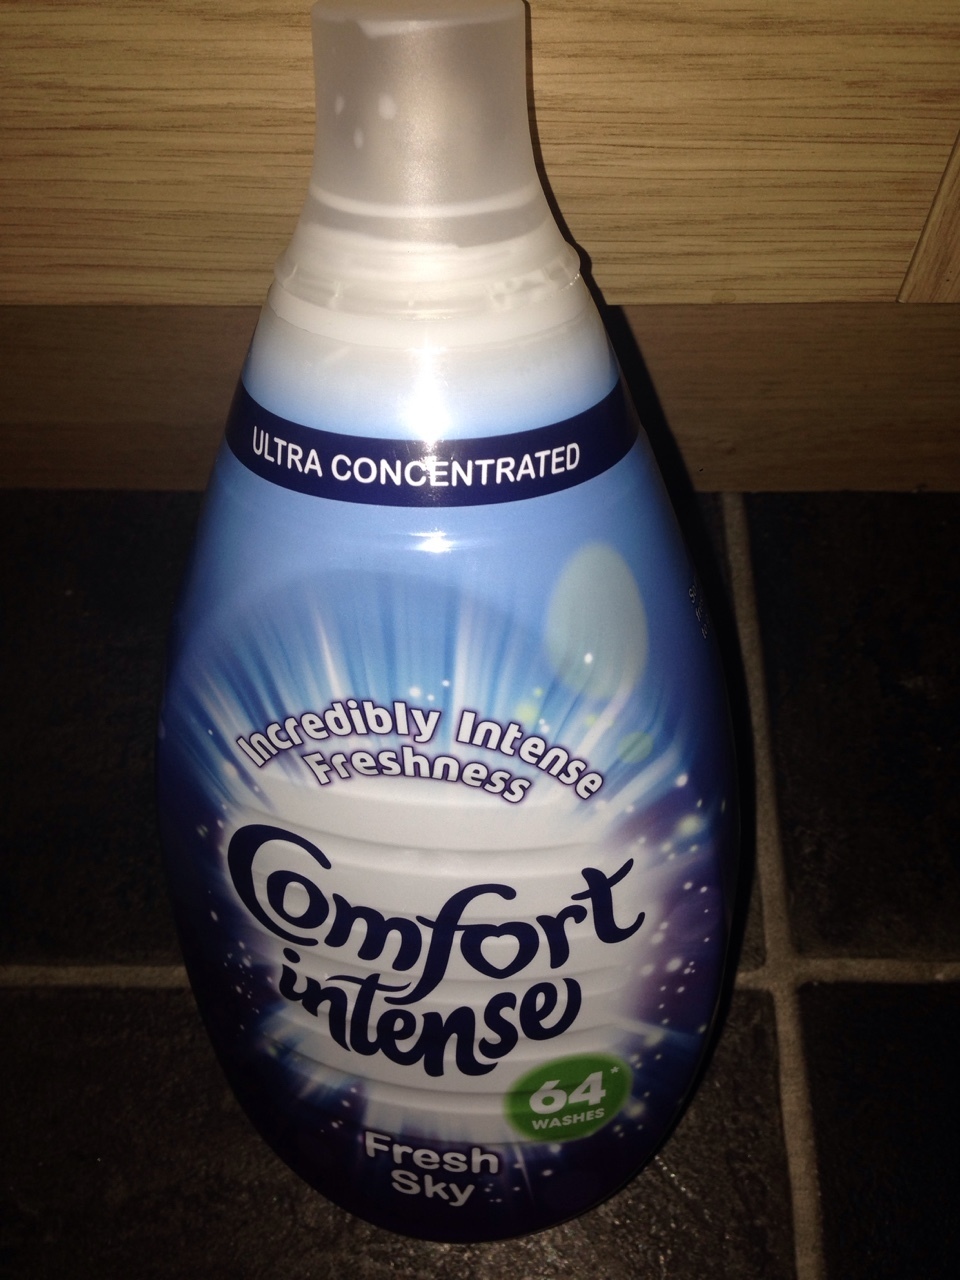 ULTRA CONCENTRATED
Incredibly Intense
Freshness
Comfort
intense
64*
WASHES
Fresh
Sky